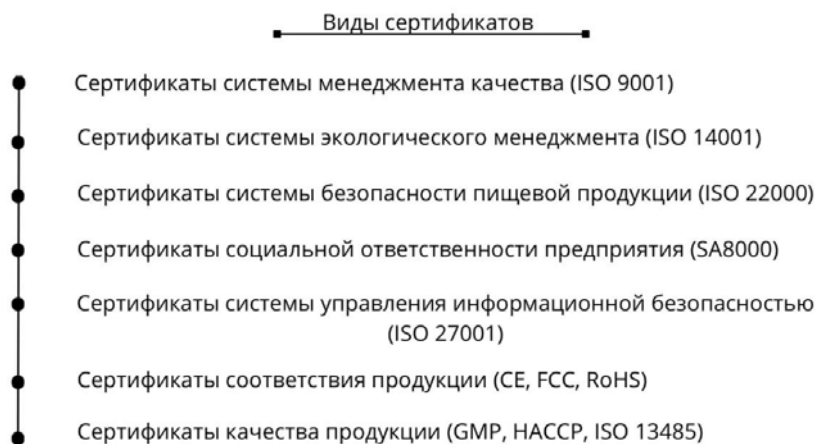 Виды сертификатов
Сертификаты системы менеджмента качества (ISO 9001)
Сертификаты системы экологического менеджмента (ISO 14001)
Сертификаты системы безопасности пищевой продукции (ISO 22000)
Сертификаты социальной ответственности предприятия (SA8000)
Сертификаты системы управления информационной безопасностью
(ISO 27001)
Сертификаты соответствия продукции (CE, FCC, RoHS)
Сертификаты качества продукции (GMP, HACCP, ISO 13485)